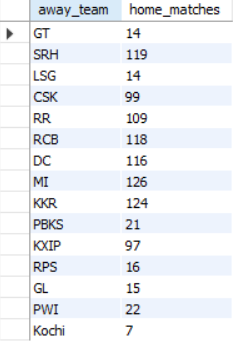 away_team home_matches
GT 14
SRH 119
LSG 14
CSK 99
RR 109
RCB 118
DC 116
MI 126
KKR 124
PBKS 21
KXIP 97
RPS 16
GL 15
PWI 22
Kochi 7